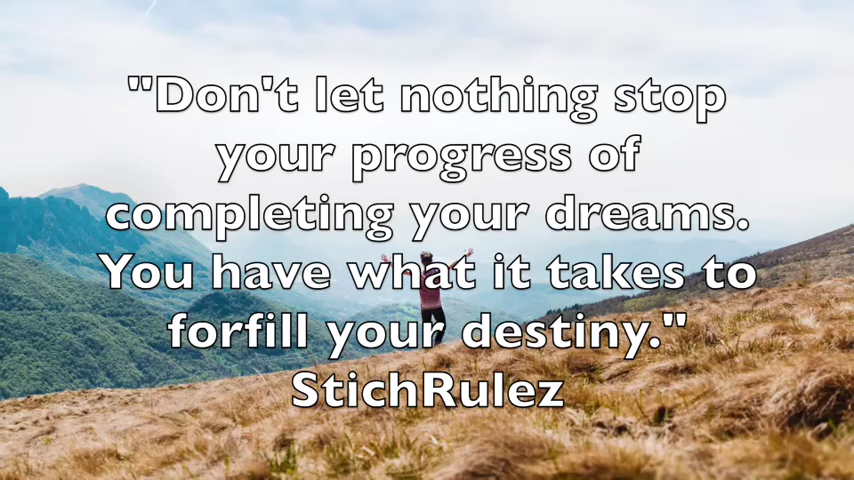 "Don't let nothing stop
your progress of
completing your dreams.
You have what it takes to
forfill your destiny."
StichRulez